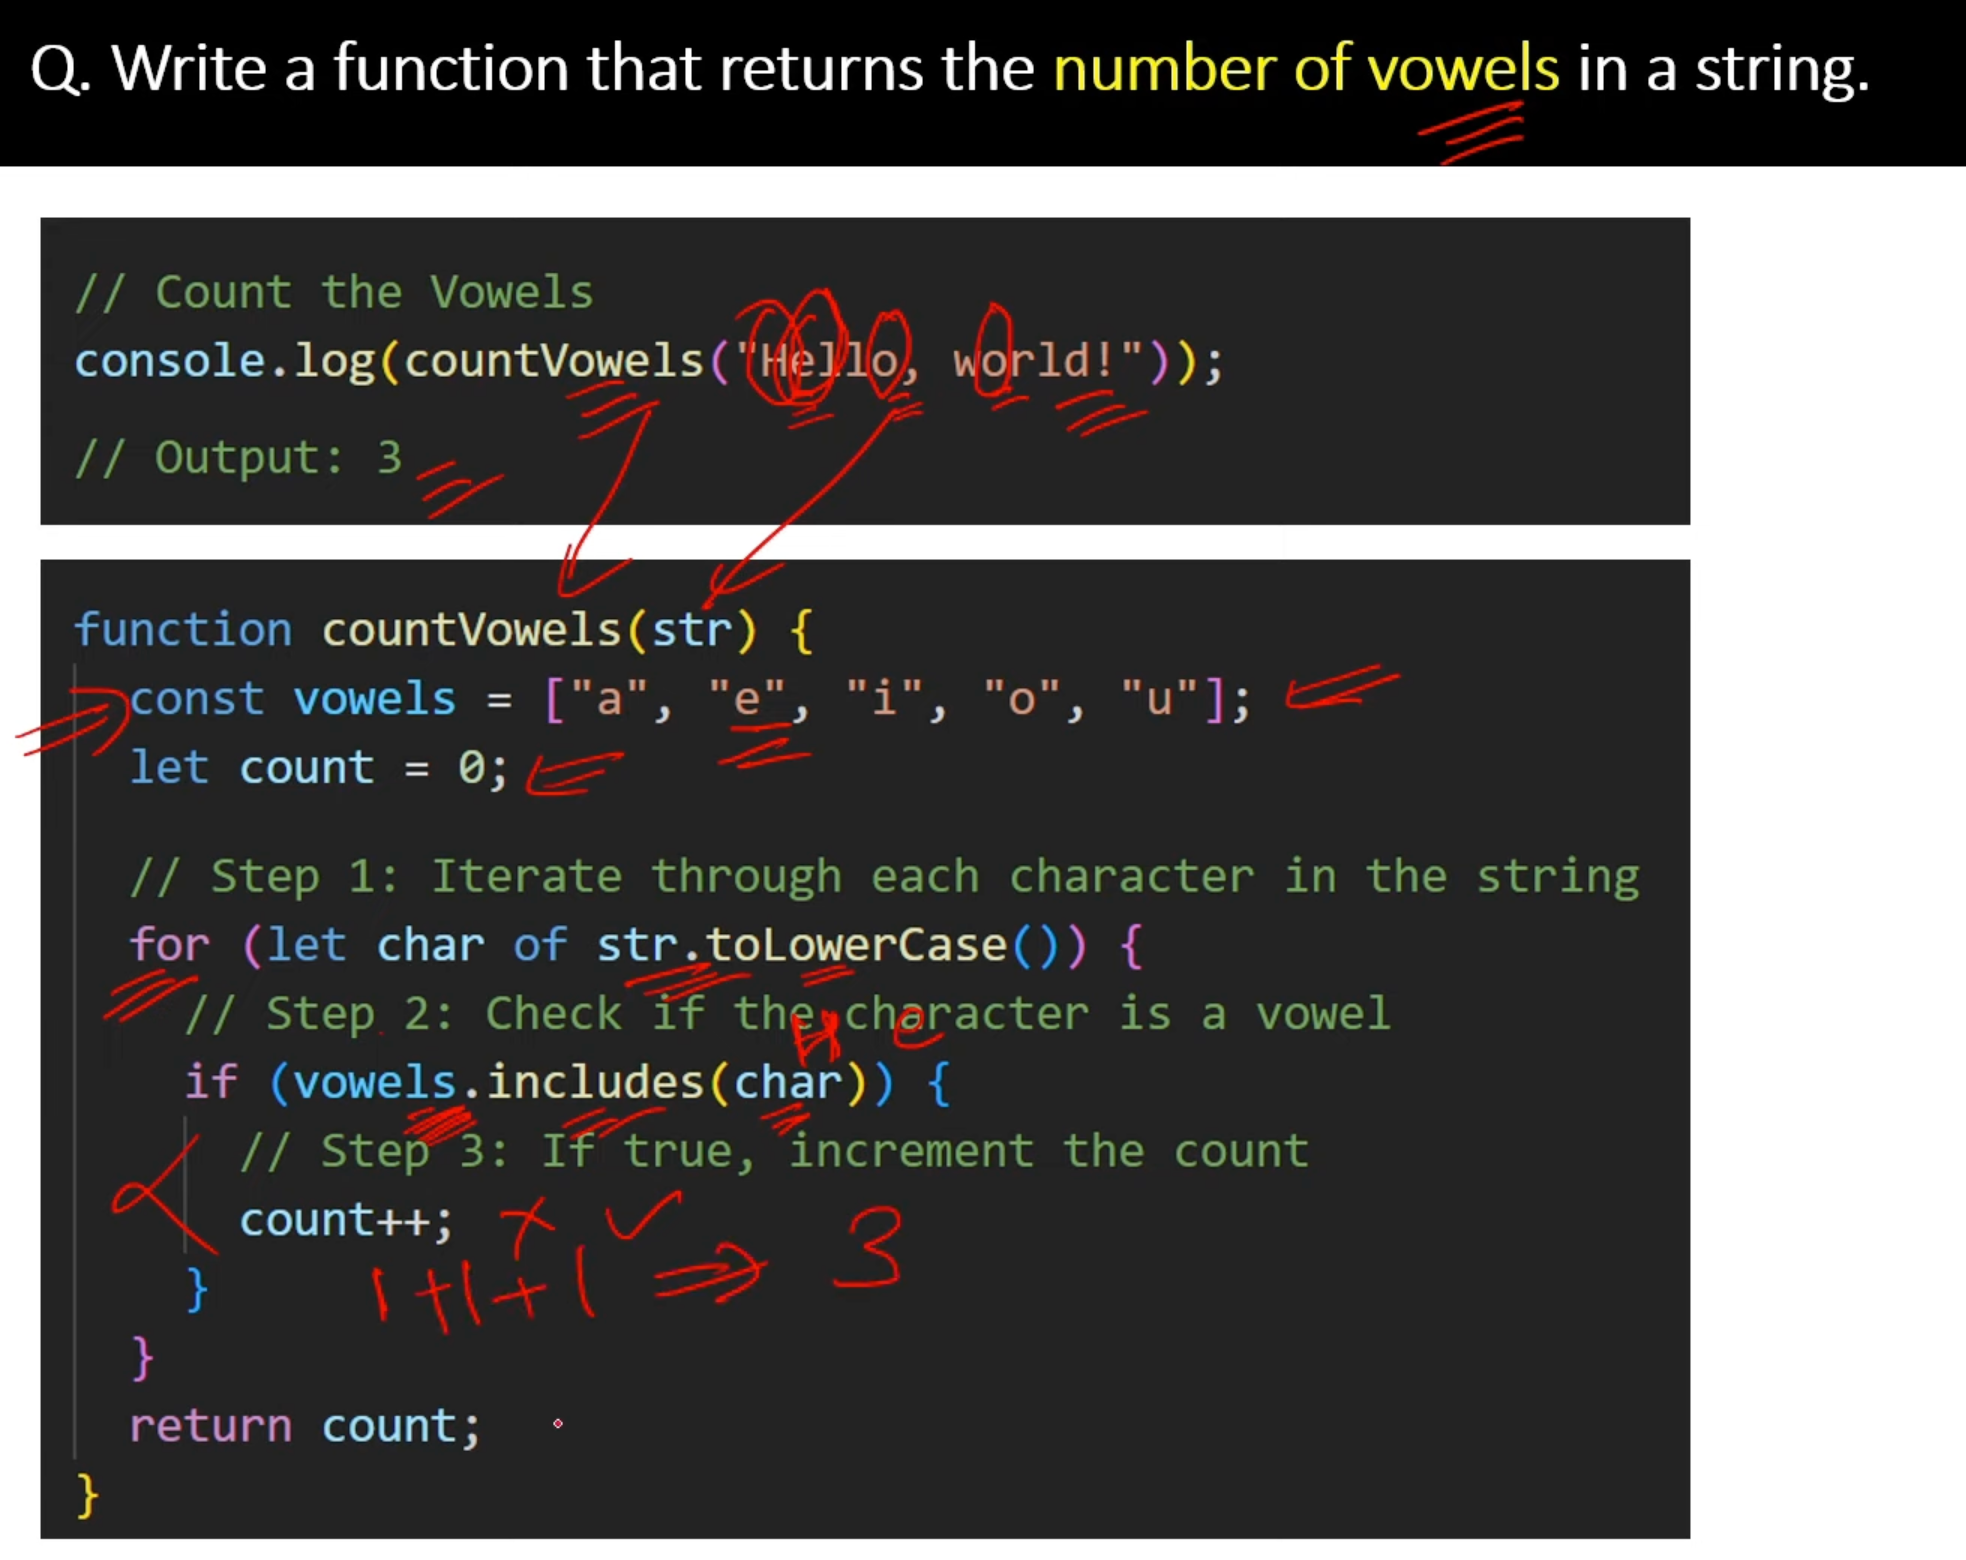 Q. Write a function that returns the number of vowels in a string.
// Count the Vowels
console.log(countVowels("Hello, world!"));
// Output: 3
function countVowels(str) {
const vowels = ["a", "e", "i", "o", "u"];
let count = 0;
// Step 1: Iterate through each character in the string
for (let char of str.toLowerCase()) {
// Step 2: Check if the character is a vowel
H e
if (vowels.includes(char)) {
// Step 3: If true, increment the count
count++;
1+1+1 ⇒ 3
}
}
return count;
}